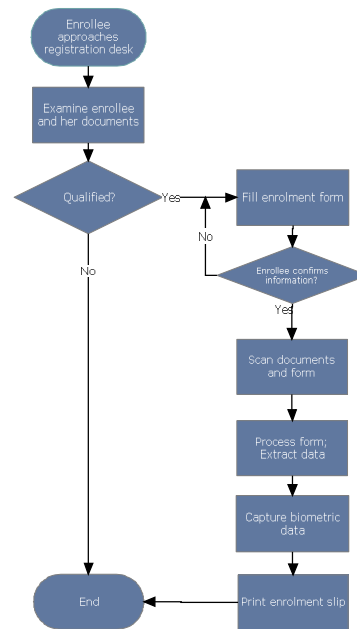 Enrollee
approaches
registration desk
Examine enrollee
and her documents
Qualified?
Yes
Fill enrolment form
No
Enrollee confirms
information?
No
Yes
Scan documents
and form
Process form;
Extract data
Capture biometric
data
End
Print enrolment slip